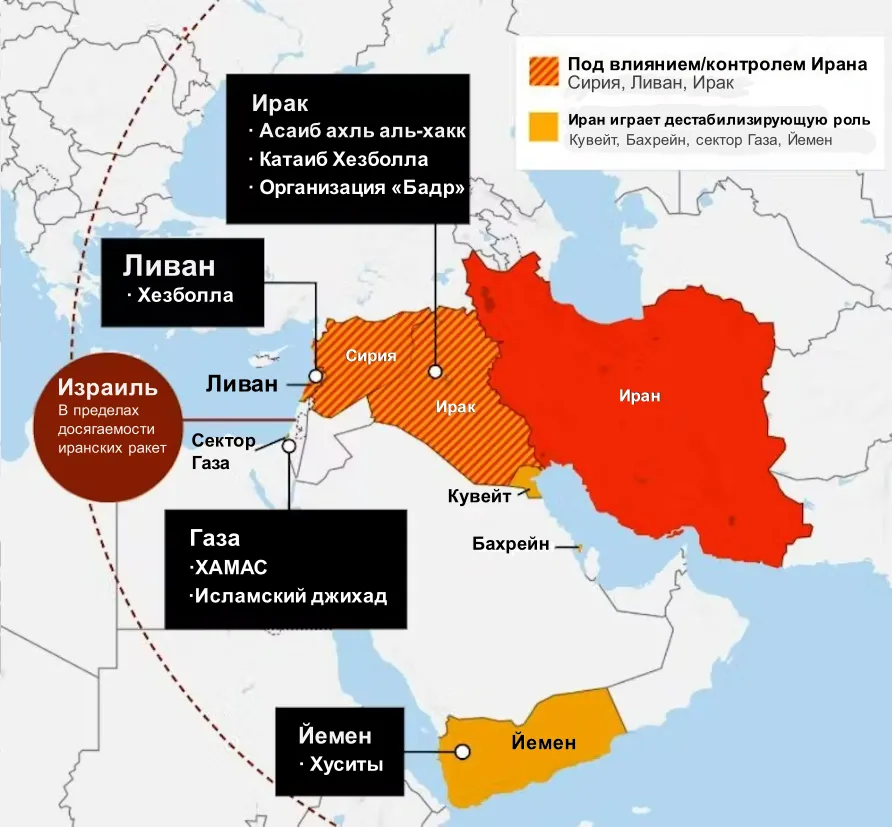 Под влиянием/контролем Ирана
Сирия, Ливан, Ирак
Иран играет дестабилизирующую роль
Кувейт, Бахрейн, сектор Газа, Йемен
Ирак
· Асаиб ахль аль-хакк
· Катаиб Хезболла
· Организация «Бадр»
Ливан
· Хезболла
Сирия
Ливан
Ирак
Иран
Израиль
В пределах
досягаемости
иранских ракет
Сектор
Газа
Кувейт
Бахрейн
Газа
·ХАМАС
·Исламский джихад
Йемен
· Хуситы
Йемен